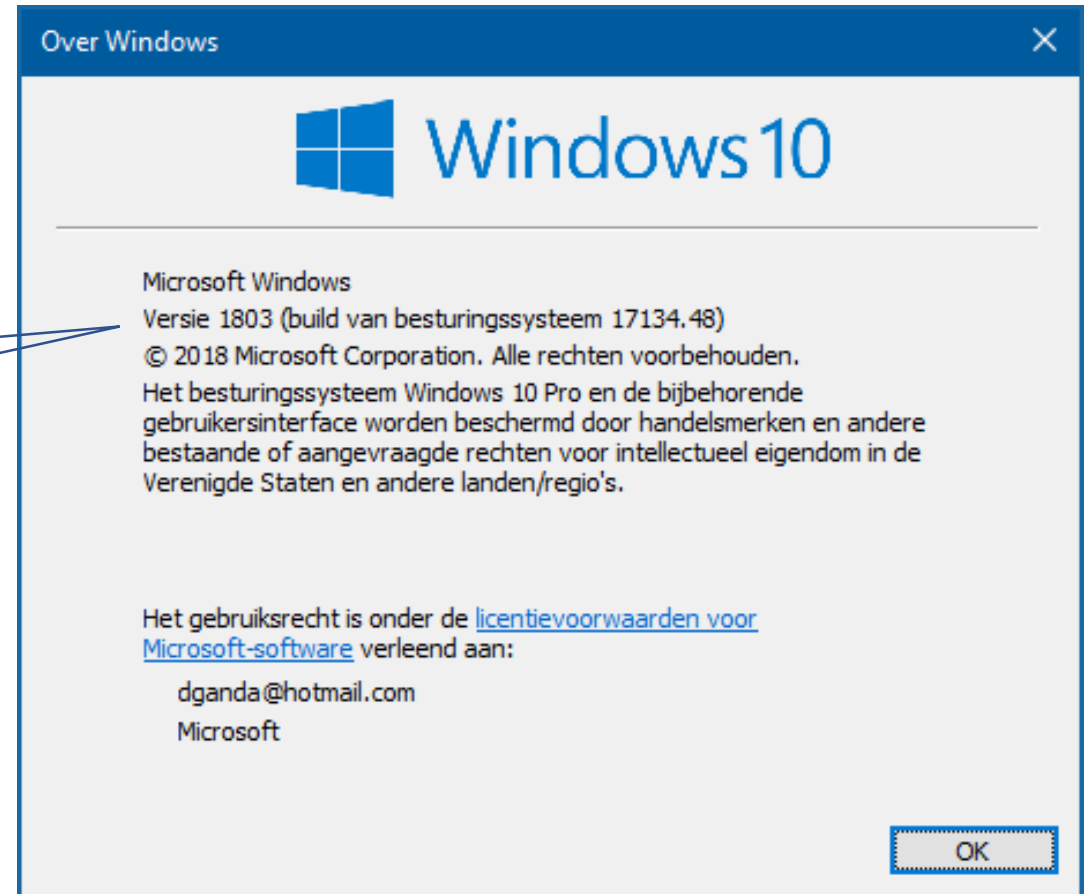 Over Windows
Windows 10
Microsoft Windows
Versie 1803 (build van besturingssysteem 17134.48)
© 2018 Microsoft Corporation. Alle rechten voorbehouden.
Het besturingssysteem Windows 10 Pro en de bijbehorende
gebruikersinterface worden beschermd door handelsmerken en andere
bestaande of aangevraagde rechten voor intellectueel eigendom in de
Verenigde Staten en andere landen/regio's.
Het gebruiksrecht is onder de licentievoorwaarden voor
Microsoft-software verleend aan:
dganda@hotmail.com
Microsoft
OK